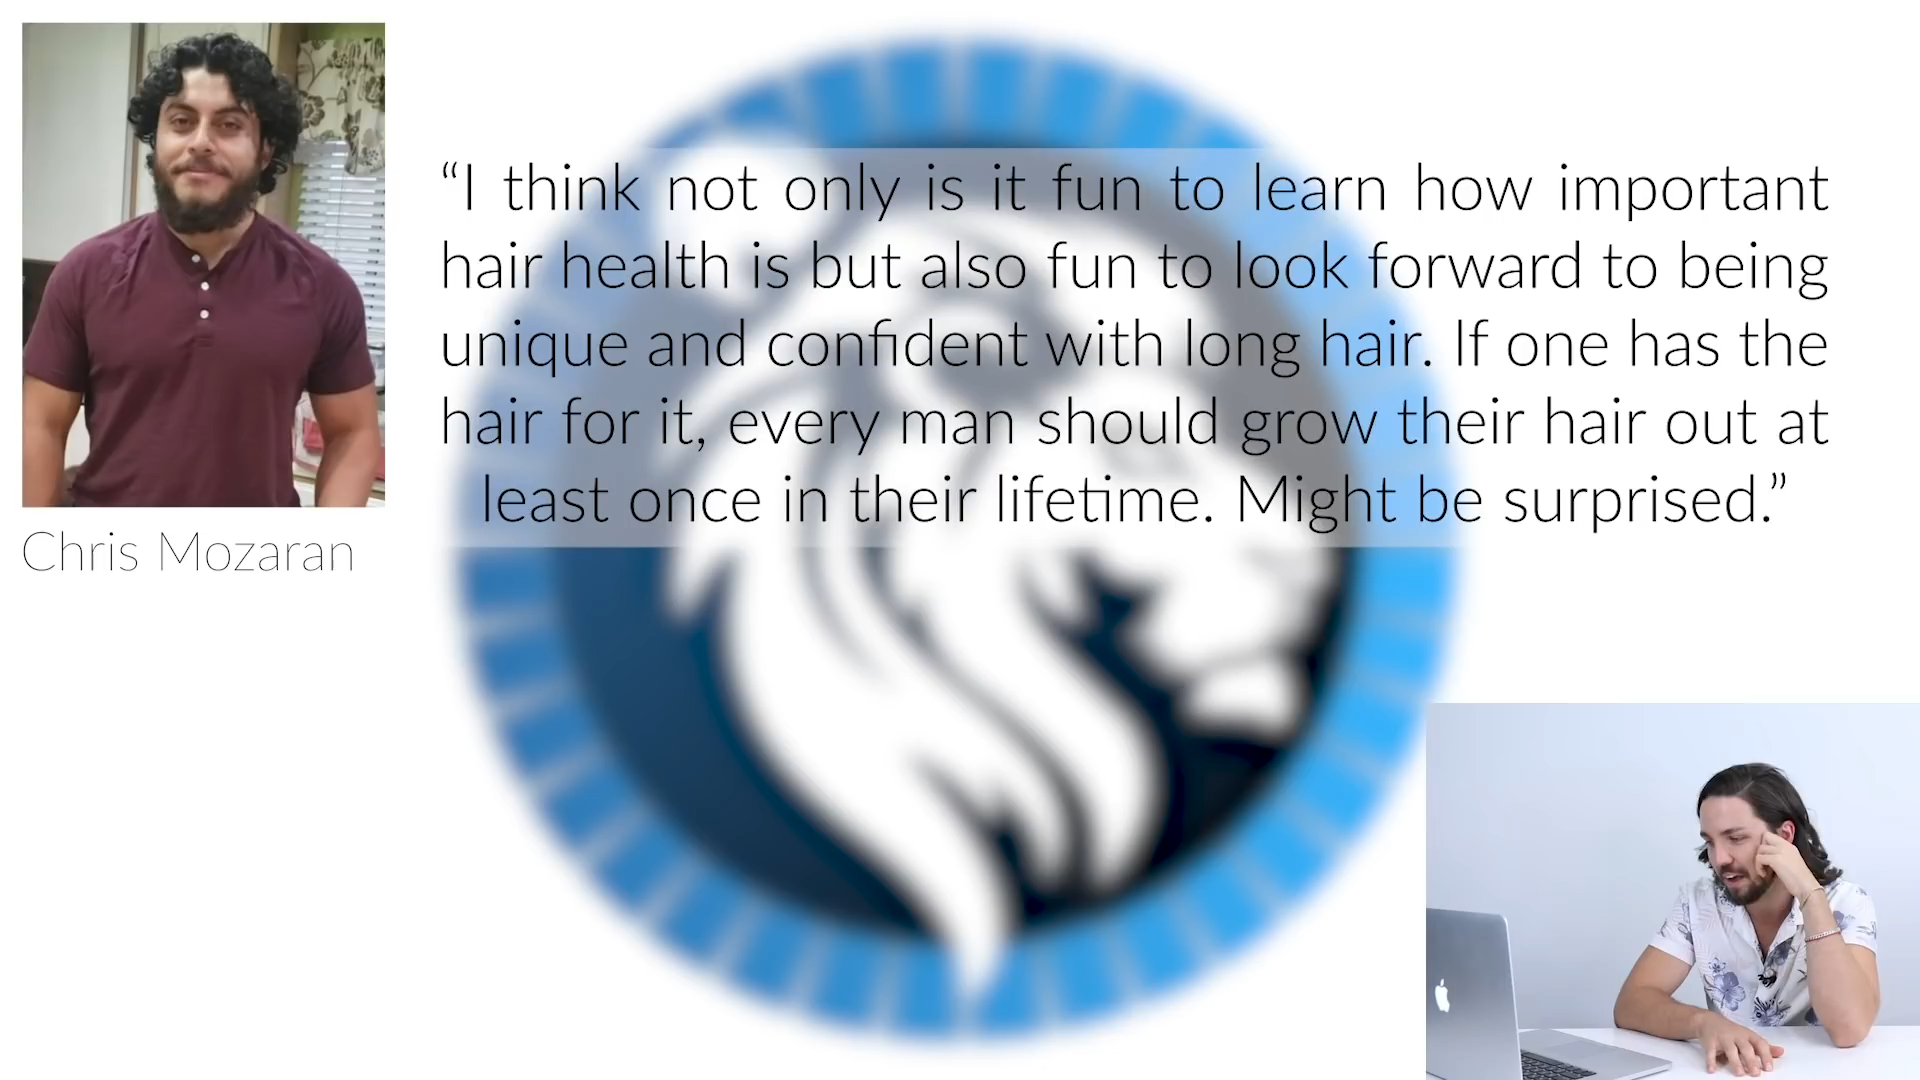 “I think not only is it fun to learn how important
hair health is but also fun to look forward to being
unique and confident with long hair. If one has the
hair for it, every man should grow their hair out at
least once in their lifetime. Might be surprised.”
Chris Mozaran